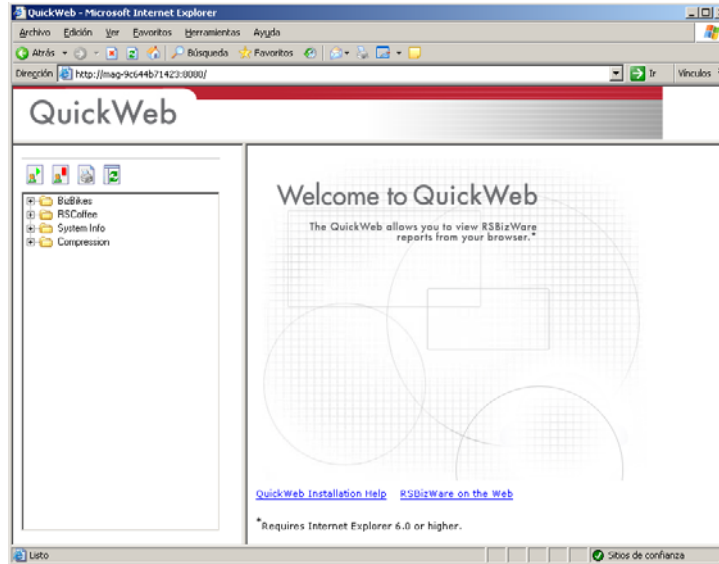 QuickWeb - Microsoft Internet Explorer
Archivo Edición Ver Favoritos Herramientas Ayuda
Atrás Búsqueda Favoritos
Dirección http://mag-9c644b71423:8080/ Ir Vínculos
QuickWeb
BizBikes
RSCoffee
System Info
Compression
Welcome to QuickWeb
The QuickWeb allows you to view RSBizWare
reports from your browser.*
QuickWeb Installation Help RSBizWare on the Web
*Requires Internet Explorer 6.0 or higher.
Listo Sitios de confianza